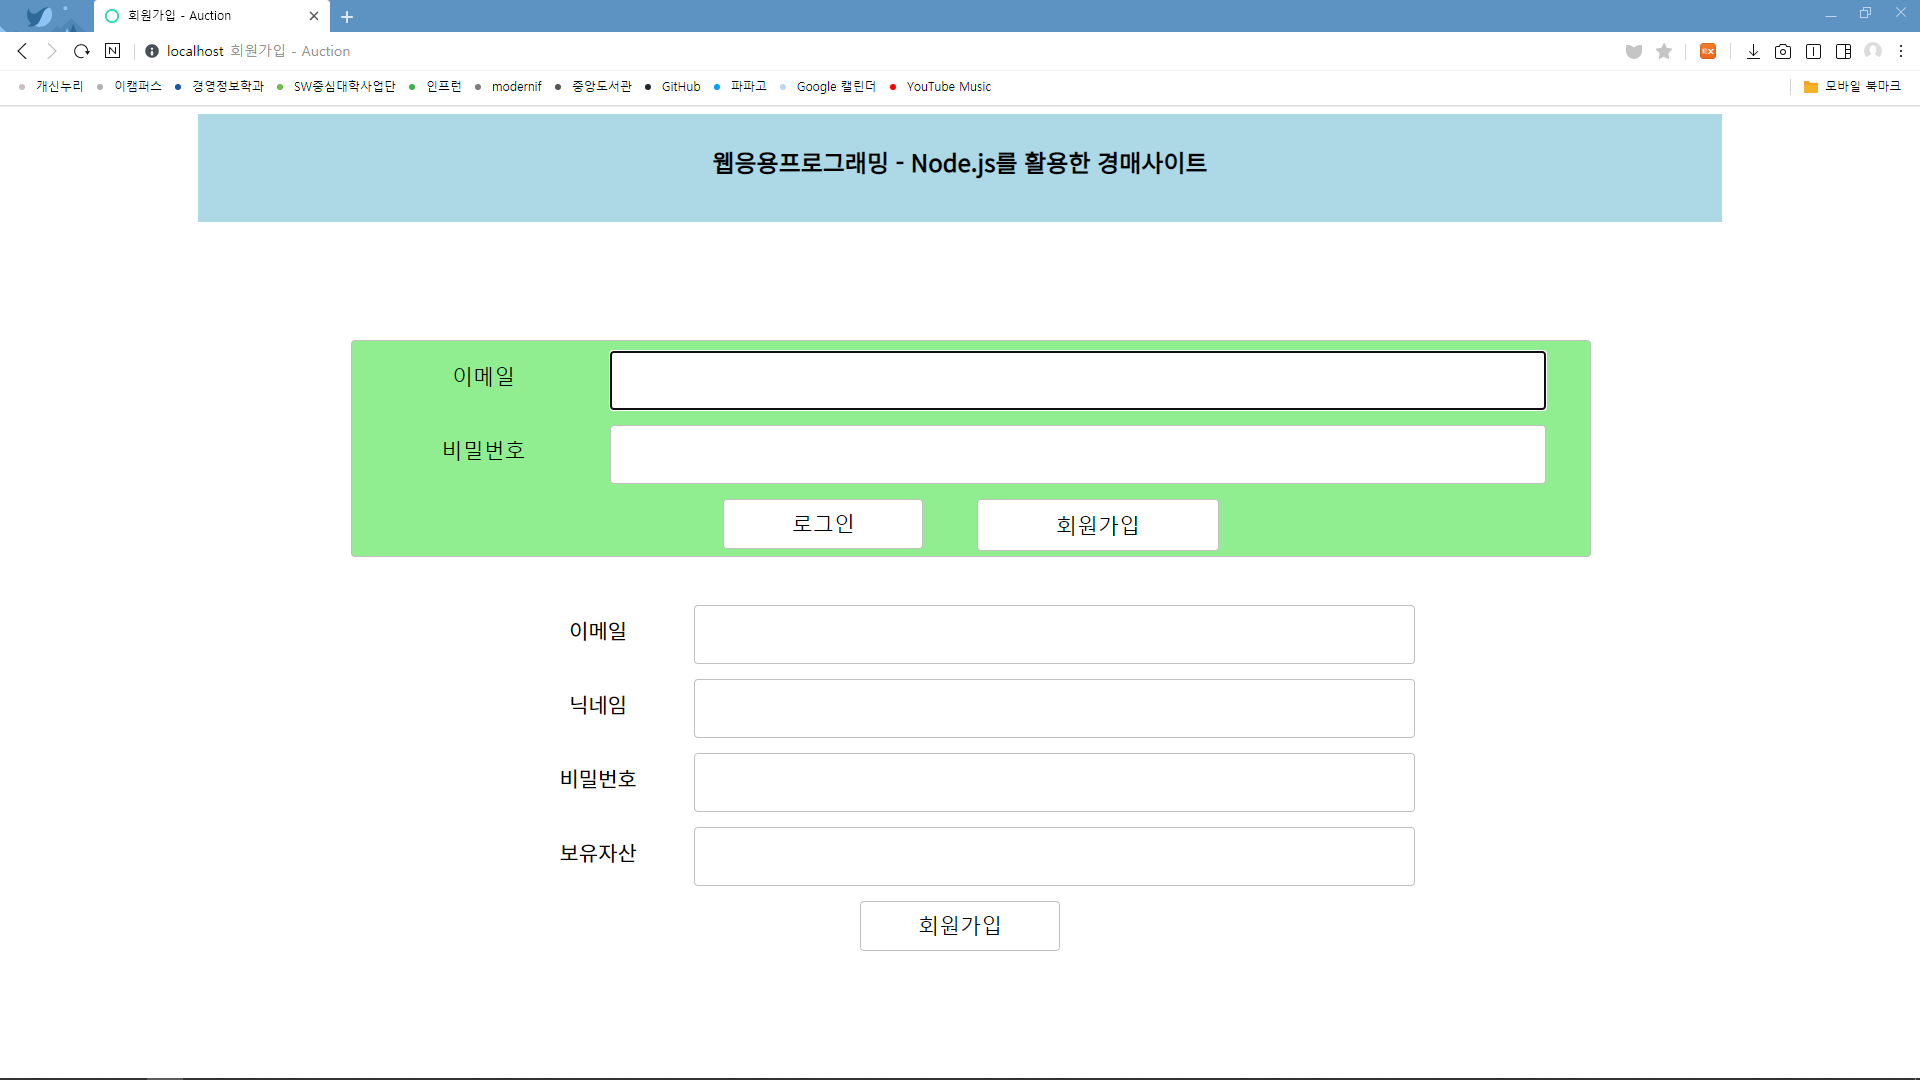 회원가입 - Auction
localhost 회원가입 - Auction
개신누리 이캠퍼스 경영정보학과 SW중심대학사업단 인프런 modernif 중앙도서관 GitHub 파파고 Google 캘린더 YouTube Music 모바일 북마크
웹응용프로그래밍 - Node.js를 활용한 경매사이트
이메일
비밀번호
로그인 회원가입
이메일
닉네임
비밀번호
보유자산
회원가입